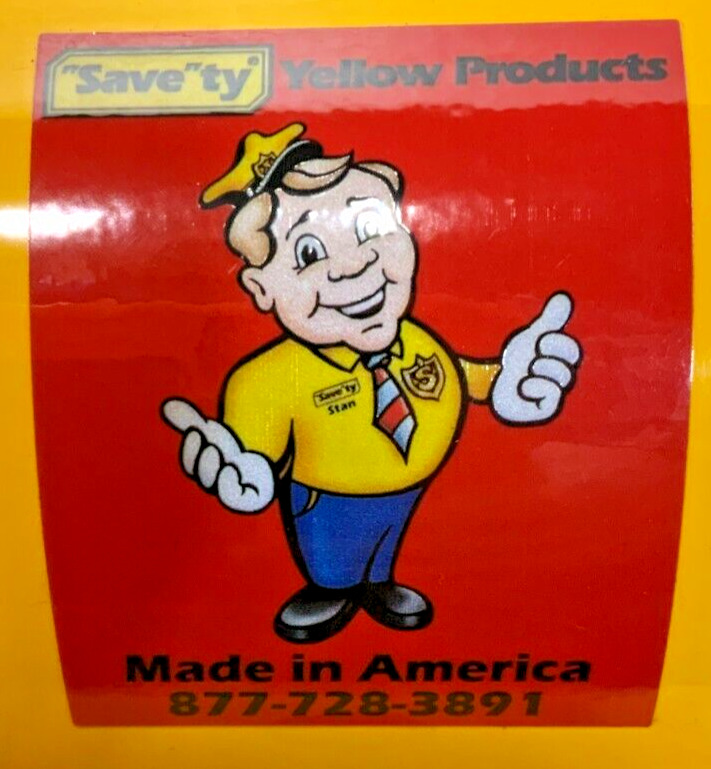 "Save"ty® Yellow Products
"Save"ty
Stan
S
Made in America
877-728-3891